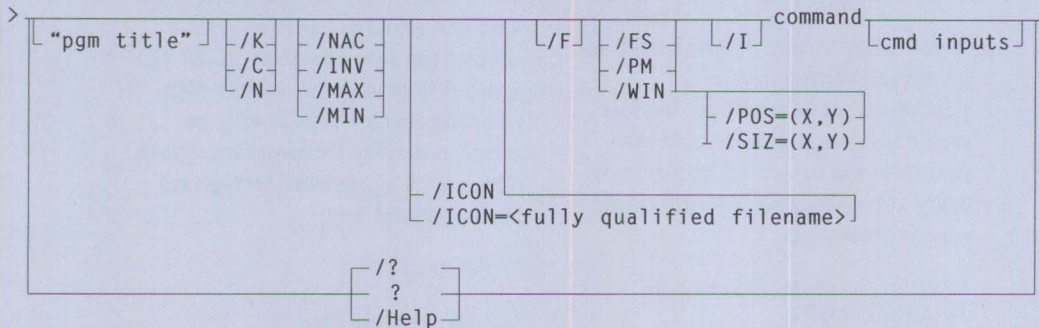 >
command
"pgm title" /K /NAC /F /FS /I cmd inputs
/C /INV /PM
/N /MAX /WIN
/MIN /POS=(X,Y)
/SIZ=(X,Y)
/ICON
/ICON=<fully qualified filename>
/?
?
/Help